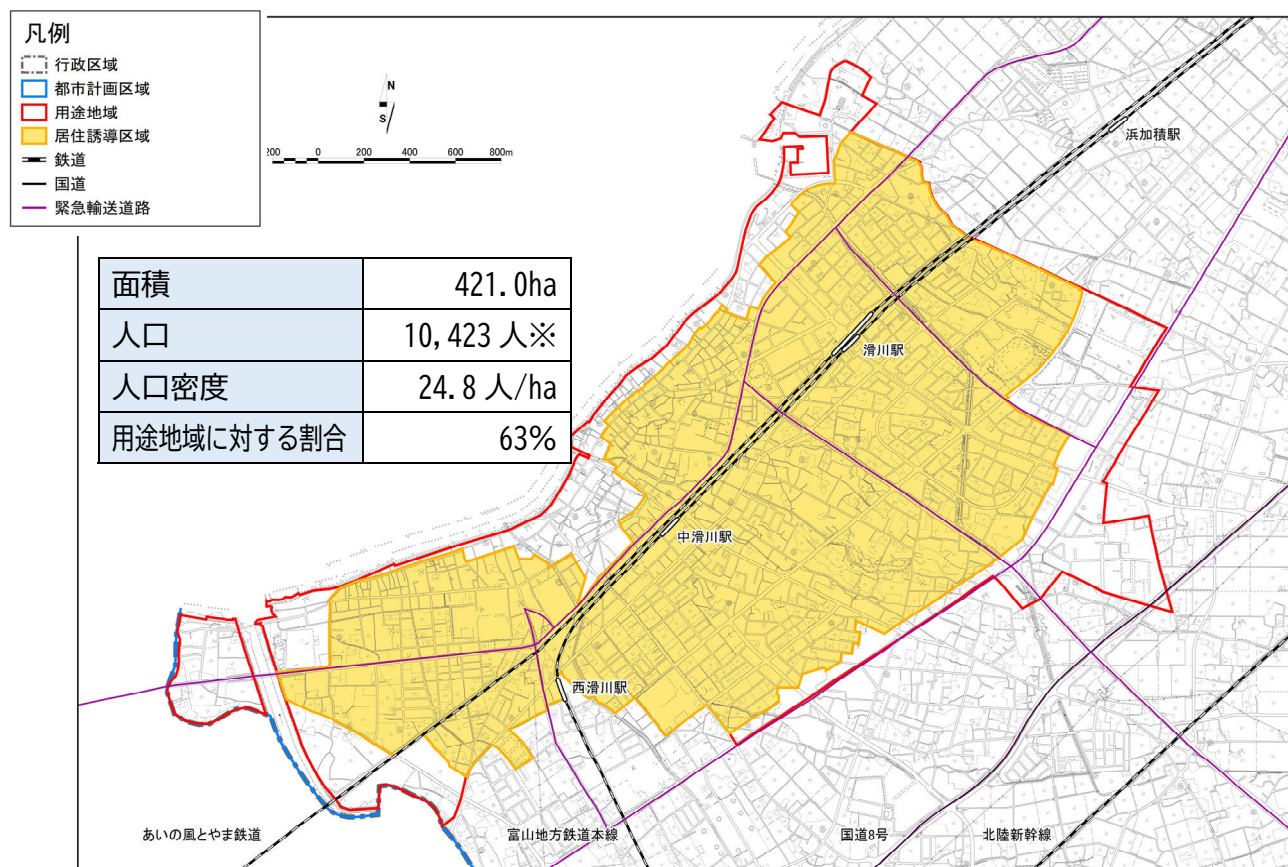 凡例
行政区域
都市計画区域
用途地域
居住誘導区域
鉄道
国道
緊急輸送道路
N
S
200 0 200 400 600 800m
面積 421.0ha
人口 10,423 人※
人口密度 24.8 人/ha
用途地域に対する割合 63%
浜加積駅
滑川駅
中滑川駅
西滑川駅
あいの風とやま鉄道
富山地方鉄道本線
国道8号
北陸新幹線